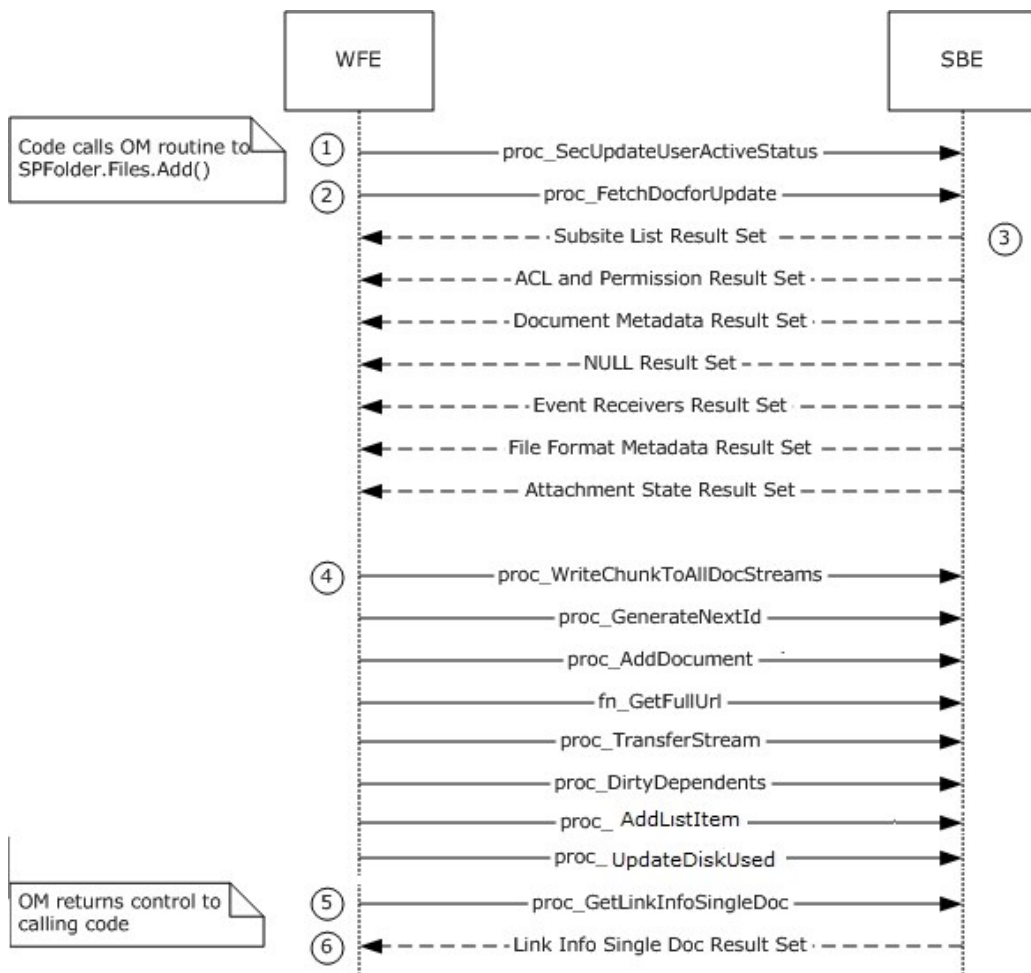 WFE
SBE
Code calls OM routine to
SPFolder.Files.Add()
1
proc_SecUpdateUserActiveStatus
2
proc_FetchDocforUpdate
Subsite List Result Set
3
ACL and Permission Result Set
Document Metadata Result Set
NULL Result Set
Event Receivers Result Set
File Format Metadata Result Set
Attachment State Result Set
4
proc_WriteChunkToAllDocStreams
proc_GenerateNextId
proc_AddDocument
fn_GetFullUrl
proc_TransferStream
proc_DirtyDependents
proc_ AddListItem
proc_ UpdateDiskUsed
OM returns control to
calling code
5
proc_GetLinkInfoSingleDoc
6
Link Info Single Doc Result Set